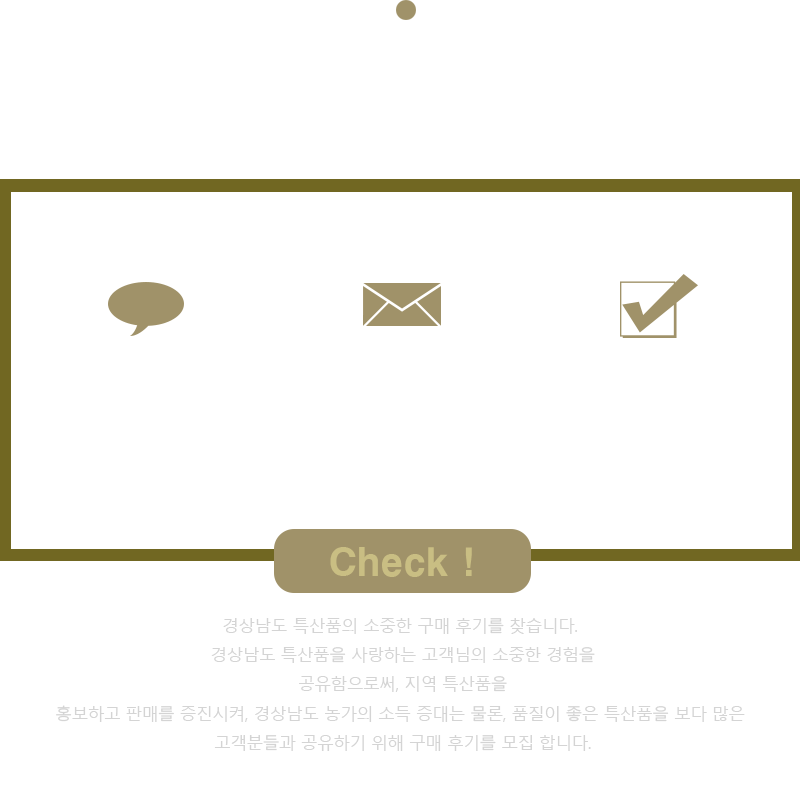 Check !
경상남도 특산품의 소중한 구매 후기를 찾습니다.
경상남도 특산품을 사랑하는 고객님의 소중한 경험을
공유함으로써, 지역 특산품을
홍보하고 판매를 증진시켜, 경상남도 농가의 소득 증대는 물론, 품질이 좋은 특산품을 보다 많은
고객분들과 공유하기 위해 구매 후기를 모집 합니다.